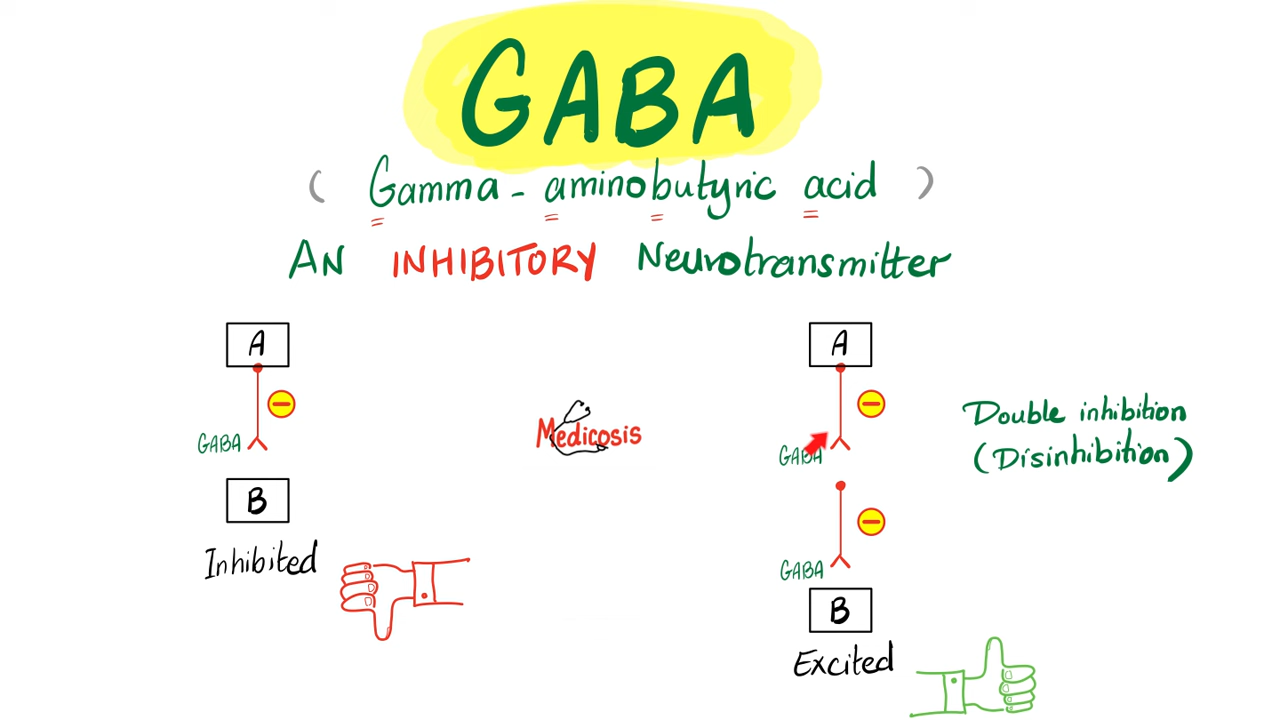 GABA
( Gamma - aminobutyric acid )
AN INHIBITORY Neurotransmitter
A
GABA
B
Inhibited
Medicosis
A
GABA
GABA
B
Excited
Double inhibition
(Disinhibition)